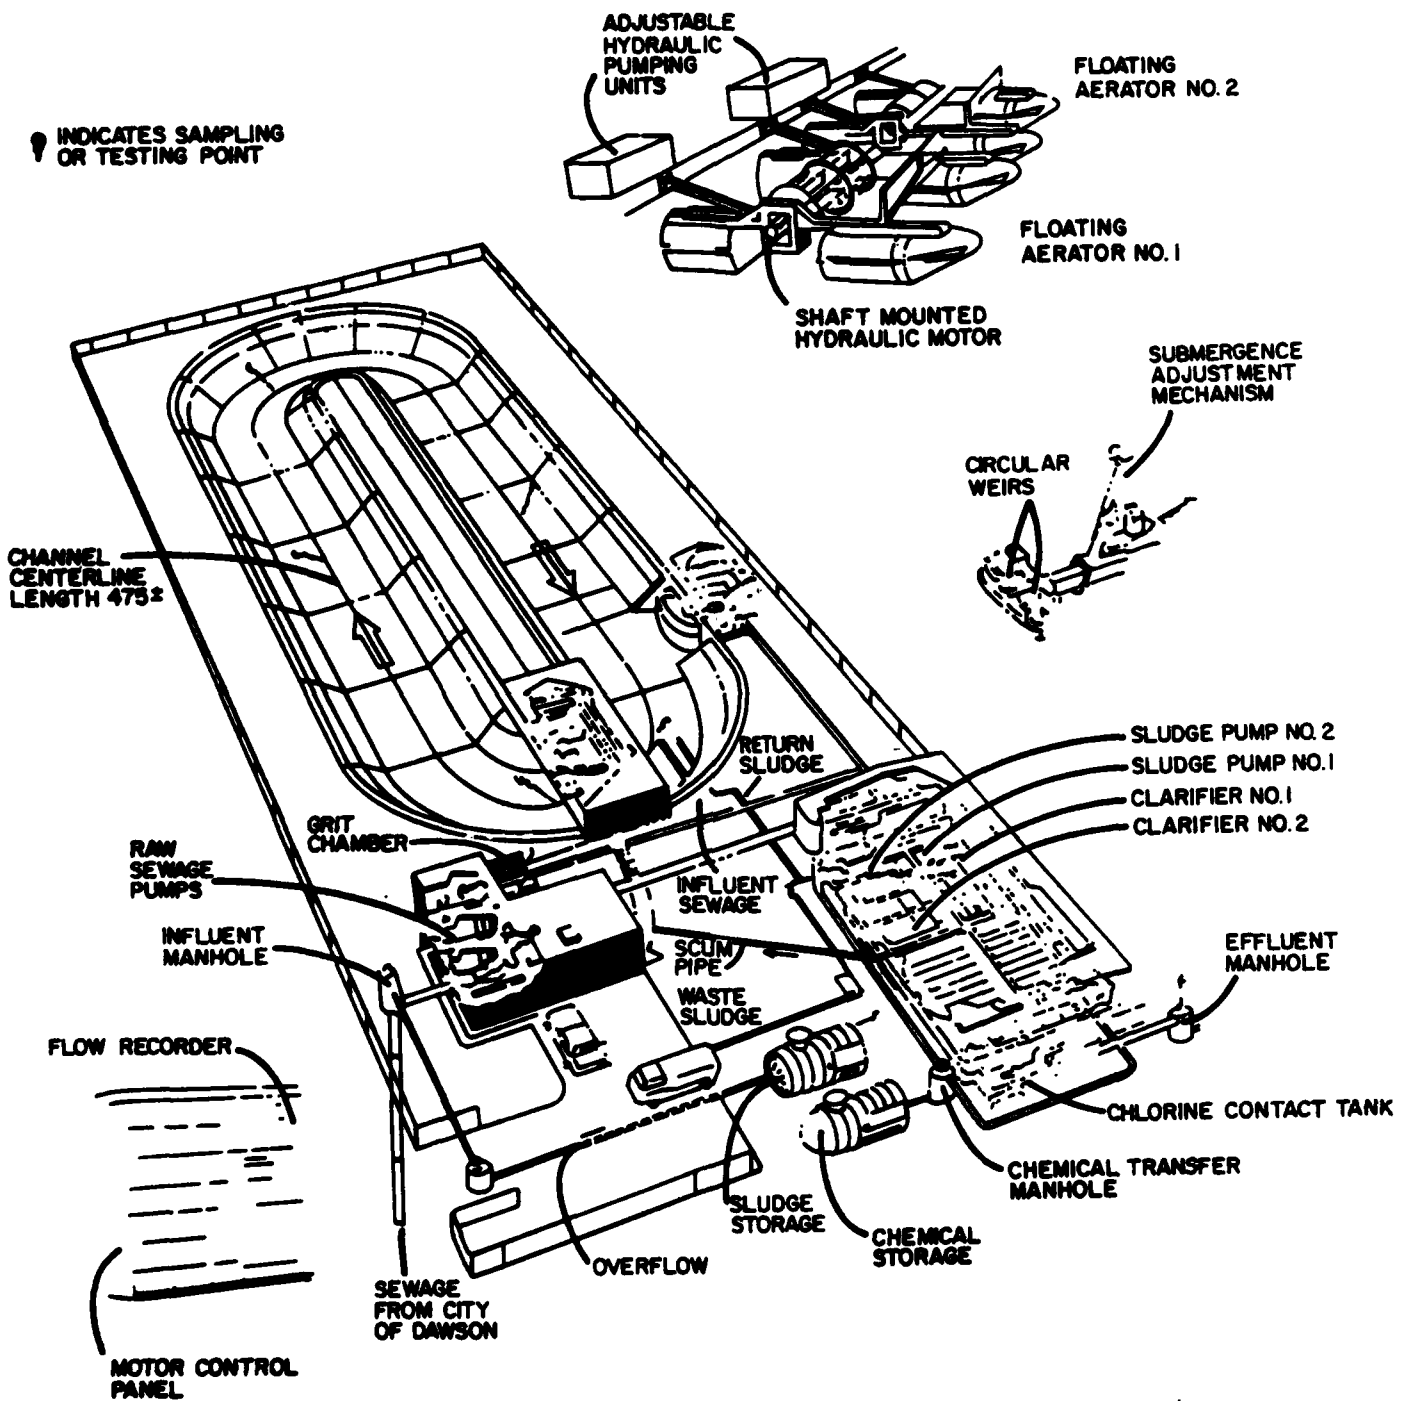 ADJUSTABLE
HYDRAULIC
PUMPING
UNITS
FLOATING
AERATOR NO. 2
INDICATES SAMPLING
OR TESTING POINT
FLOATING
AERATOR NO. 1
SHAFT MOUNTED
HYDRAULIC MOTOR
SUBMERGENCE
ADJUSTMENT
MECHANISM
CIRCULAR
WEIRS
CHANNEL
CENTERLINE
LENGTH 475±
RETURN
SLUDGE
SLUDGE PUMP NO. 2
SLUDGE PUMP NO. 1
CLARIFIER NO. 1
CLARIFIER NO. 2
GRIT
CHAMBER
RAW
SEWAGE
PUMPS
INFLUENT
SEWAGE
INFLUENT
MANHOLE
SCUM
PIPE
EFFLUENT
MANHOLE
WASTE
SLUDGE
FLOW RECORDER
CHLORINE CONTACT TANK
CHEMICAL TRANSFER
MANHOLE
SLUDGE
STORAGE
CHEMICAL
STORAGE
OVERFLOW
SEWAGE
FROM CITY
OF DAWSON
MOTOR CONTROL
PANEL